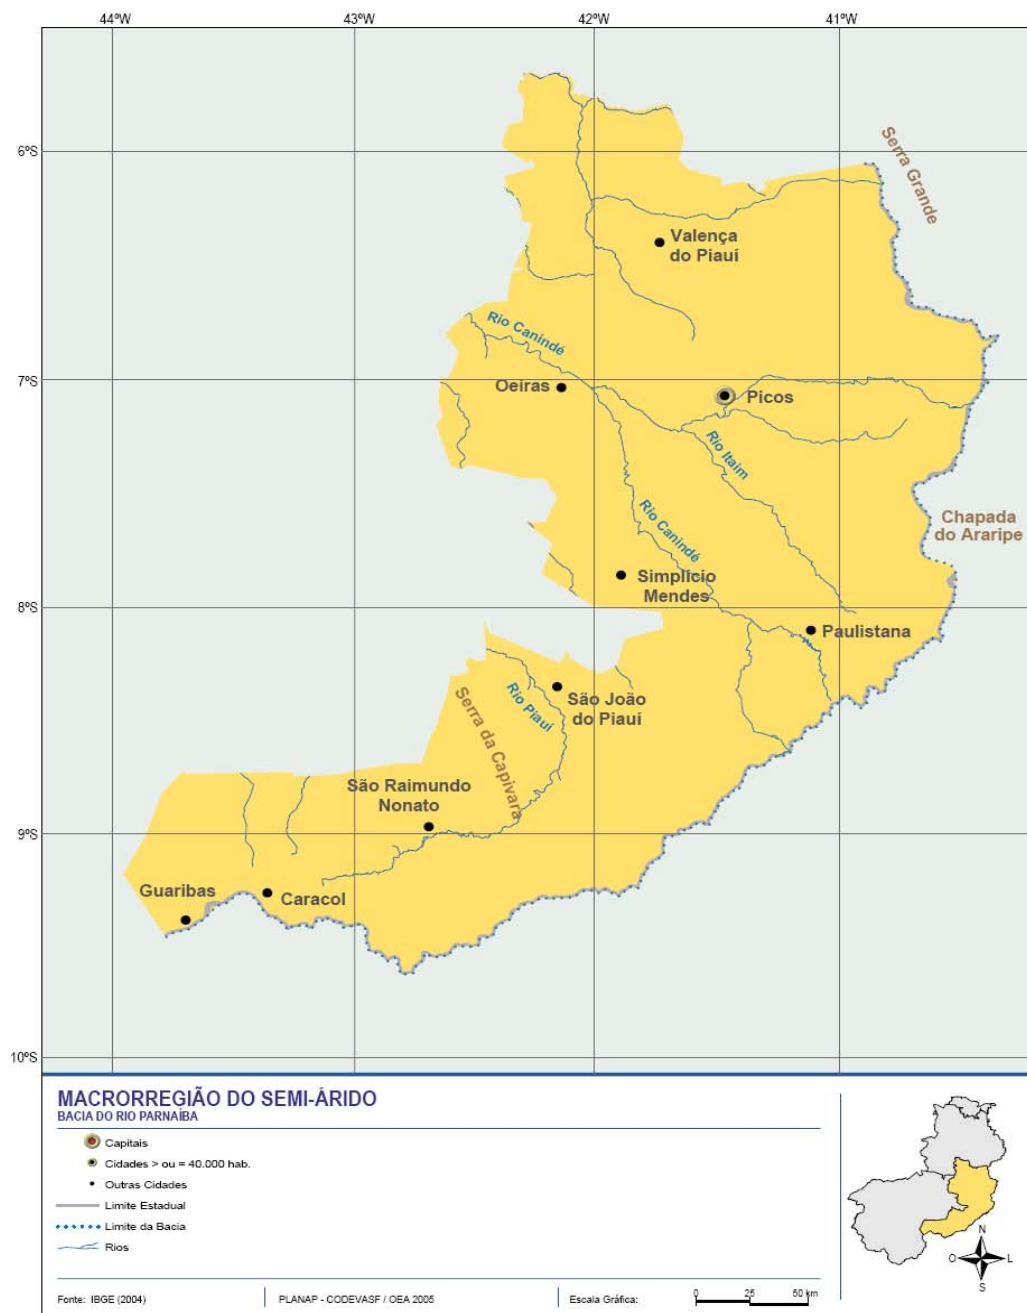 44ºW 43ºW 42ºW 41ºW
6ºS
Serra Grande
Valença
do Piauí
Rio Canindé
7ºS
Oeiras
Picos
Rio Itaim
Rio Canindé
Chapada
do Araripe
Simplício
Mendes
8ºS
Paulistana
Rio Piauí
São João
do Piauí
Serra da Capivara
São Raimundo
Nonato
9ºS
Guaribas
Caracol
10ºS
MACRORREGIÃO DO SEMI-ÁRIDO
BACIA DO RIO PARNAÍBA
Capitais
Cidades > ou = 40.000 hab.
Outras Cidades
Limite Estadual
Limite da Bacia
Rios
N
O L
S
Fonte: IBGE (2004)
PLANAP - CODEVASF / OEA 2005
Escala Gráfica:
0 25 50 km